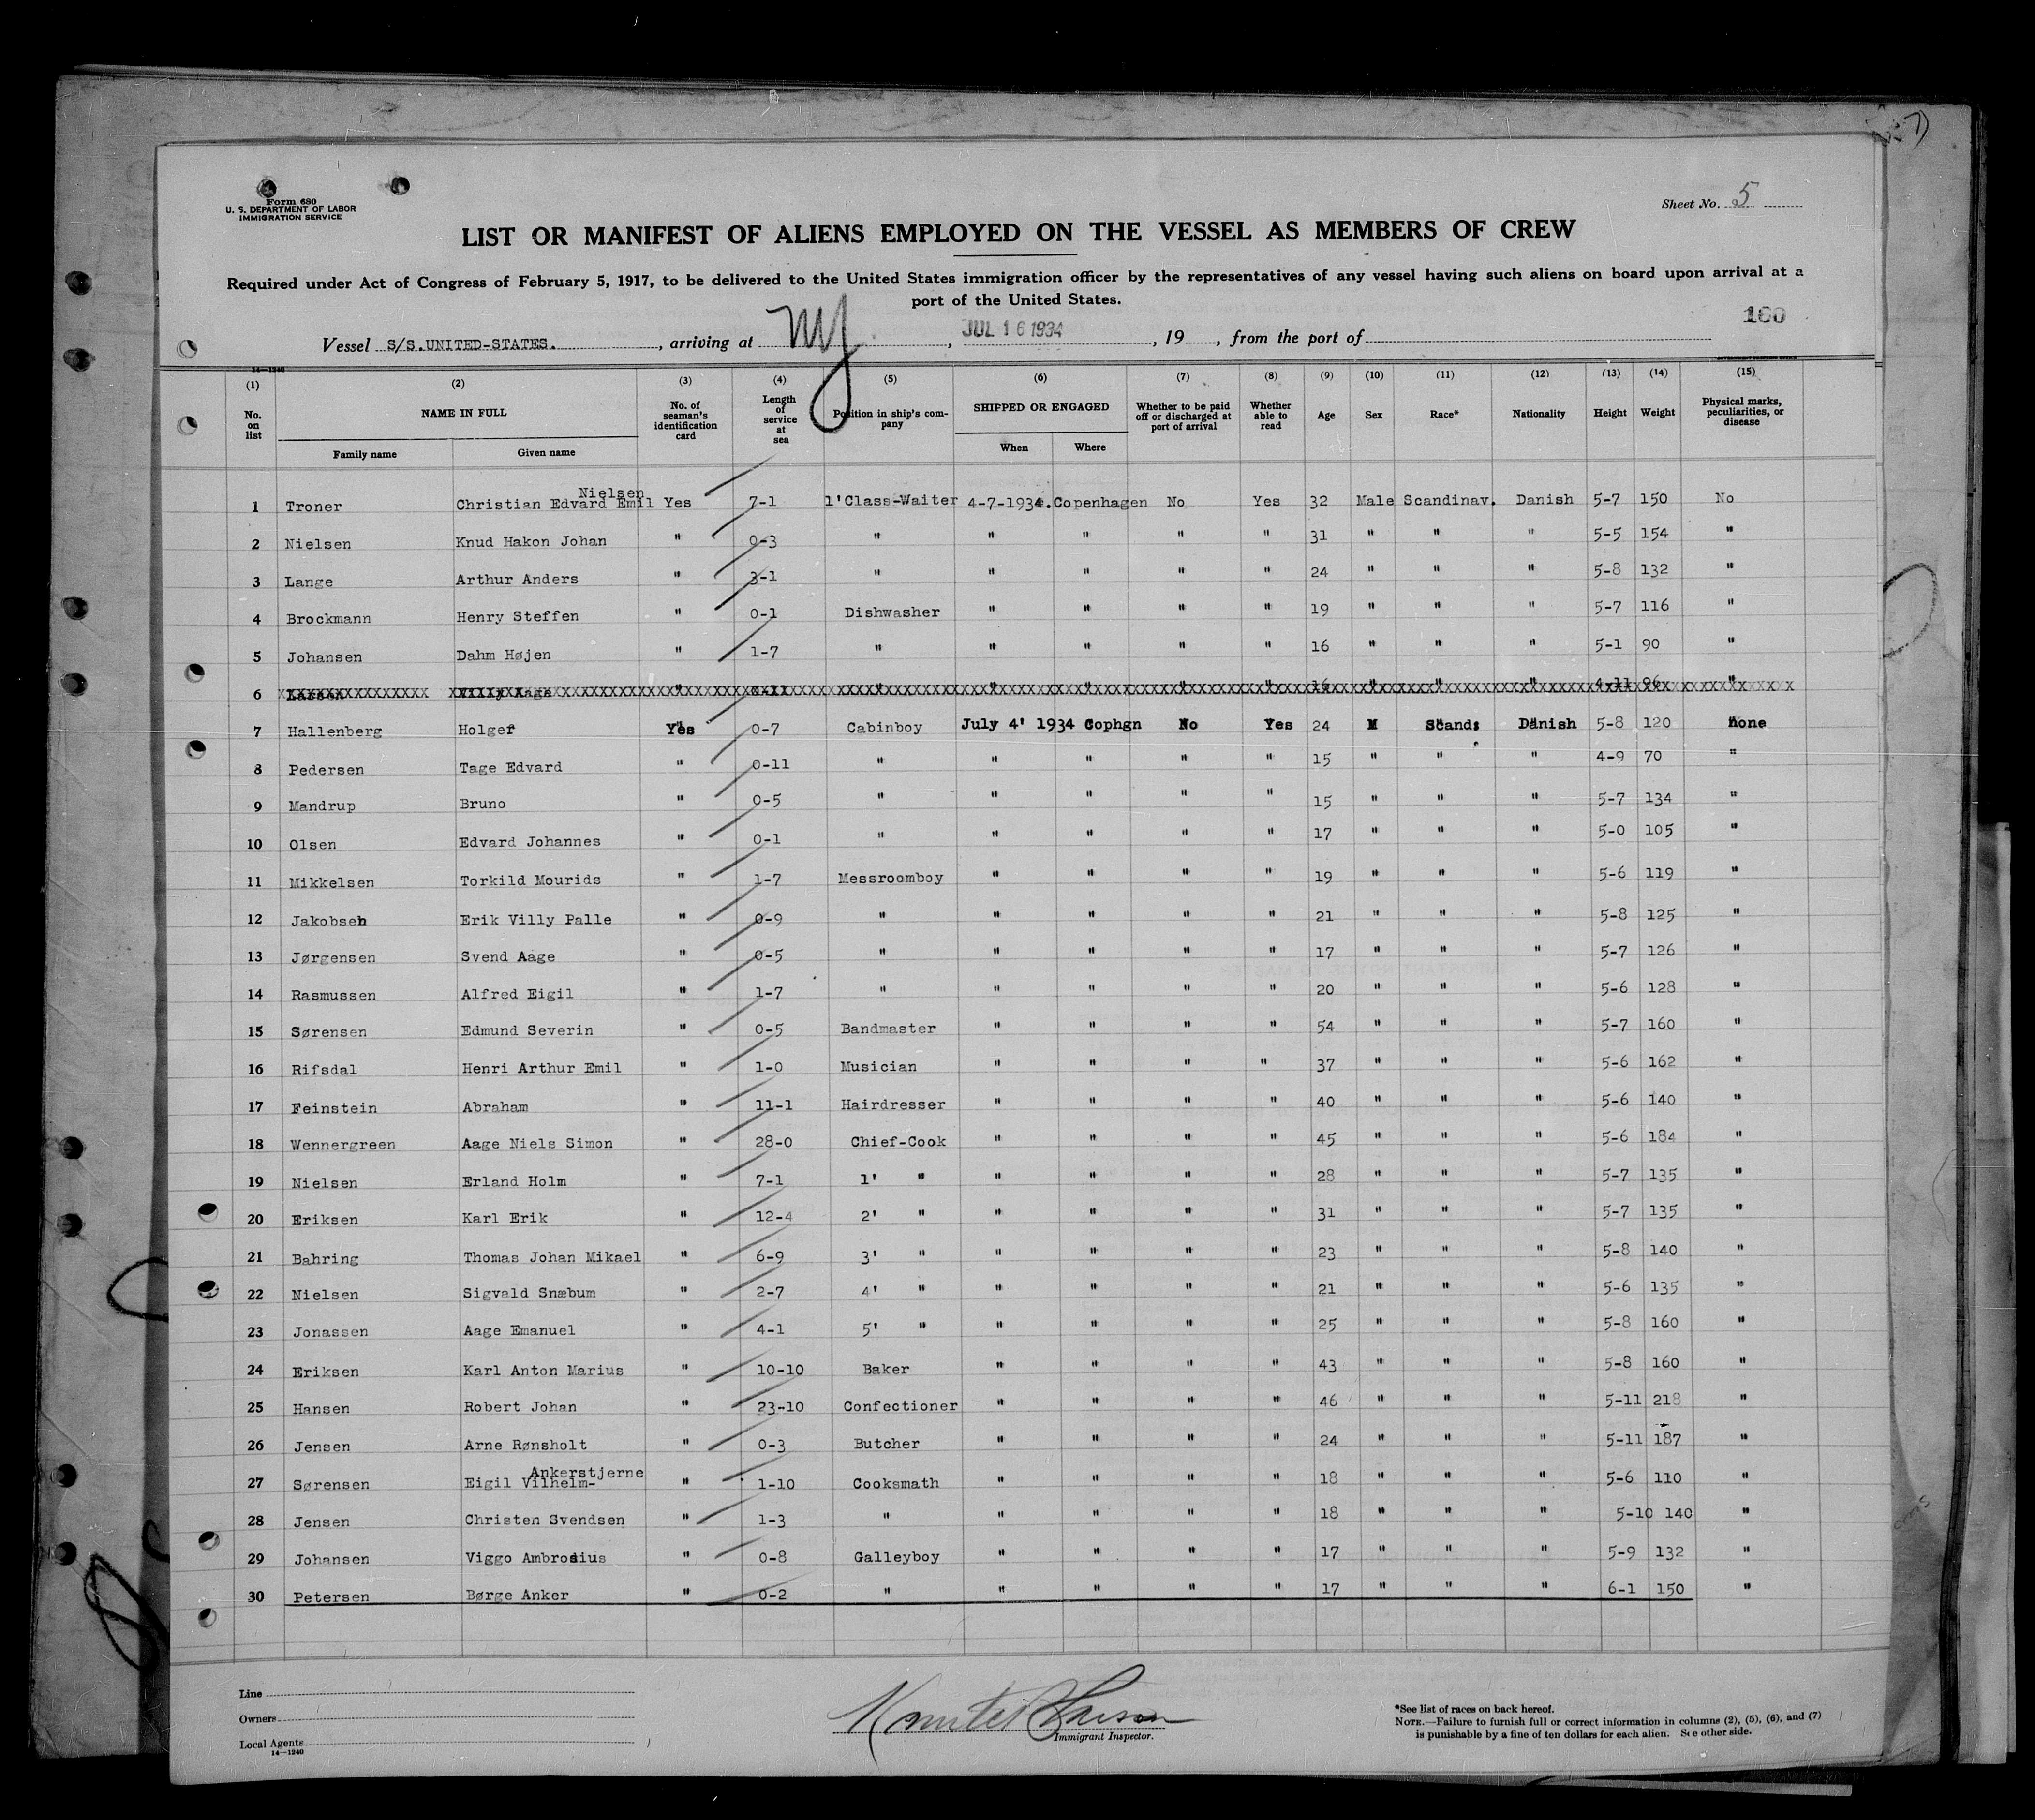 Form 680
U. S. DEPARTMENT OF LABOR
IMMIGRATION SERVICE
Sheet No. 5
LIST OR MANIFEST OF ALIENS EMPLOYED ON THE VESSEL AS MEMBERS OF CREW
Required under Act of Congress of February 5, 1917, to be delivered to the United States immigration officer by the representatives of any vessel having such aliens on board upon arrival at a
port of the United States.
160
Vessel S/S.UNITED-STATES. , arriving at NY , JUL 16 1934 , 19 , from the port of
14—1240
(1) (2) (3) (4) (5) (6) (7) (8) (9) (10) (11) (12) (13) (14) (15)
No. on list NAME IN FULL No. of seaman's identification card Length of service at sea Position in ship's company SHIPPED OR ENGAGED Whether to be paid off or discharged at port of arrival Whether able to read Age Sex Race* Nationality Height Weight Physical marks, peculiarities, or disease
Family name Given name When Where
Nielsen
1 Troner Christian Edvard Emil Yes 7-1 1'Class-Waiter 4-7-1934. Copenhagen No Yes 32 Male Scandinav. Danish 5-7 150 No
2 Nielsen Knud Hakon Johan " 0-3 " " " " " 31 " " " 5-5 154 "
3 Lange Arthur Anders " 3-1 " " " " " 24 " " " 5-8 132 "
4 Brockmann Henry Steffen " 0-1 Dishwasher " " " " 19 " " " 5-7 116 "
5 Johansen Dahm Højen " 1-7 " " " " " 16 " " " 5-1 90 "
6 Larsen Villy Aage " 0-11 " " " " " 16 " " " 4-11 96 "
7 Hallenberg Holger Yes 0-7 Cabinboy July 4' 1934 Cophgn No Yes 24 M Scand: Danish 5-8 120 none
8 Pedersen Tage Edvard " 0-11 " " " " " 15 " " " 4-9 70 "
9 Mandrup Bruno " 0-5 " " " " " 15 " " " 5-7 134 "
10 Olsen Edvard Johannes " 0-1 " " " " " 17 " " " 5-0 105 "
11 Mikkelsen Torkild Mourids " 1-7 Messroomboy " " " " 19 " " " 5-6 119 "
12 Jakobsen Erik Villy Palle " 0-9 " " " " " 21 " " " 5-8 125 "
13 Jørgensen Svend Aage " 0-5 " " " " " 17 " " " 5-7 126 "
14 Rasmussen Alfred Eigil " 1-7 " " " " " 20 " " " 5-6 128 "
15 Sørensen Edmund Severin " 0-5 Bandmaster " " " " 54 " " " 5-7 160 "
16 Rifsdal Henri Arthur Emil " 1-0 Musician " " " " 37 " " " 5-6 162 "
17 Feinstein Abraham " 11-1 Hairdresser " " " " 40 " " " 5-6 140 "
18 Wennergreen Aage Niels Simon " 28-0 Chief-Cook " " " " 45 " " " 5-6 184 "
19 Nielsen Erland Holm " 7-1 1' " " " " " 28 " " " 5-7 135 "
20 Eriksen Karl Erik " 12-4 2' " " " " " 31 " " " 5-7 135 "
21 Bahring Thomas Johan Mikael " 6-9 3' " " " " " 23 " " " 5-8 140 "
22 Nielsen Sigvald Snæbum " 2-7 4' " " " " " 21 " " " 5-6 135 "
23 Jonassen Aage Emanuel " 4-1 5' " " " " " 25 " " " 5-8 160 "
24 Eriksen Karl Anton Marius " 10-10 Baker " " " " 43 " " " 5-8 160 "
25 Hansen Robert Johan " 23-10 Confectioner " " " " 46 " " " 5-11 218 "
26 Jensen Arne Rønsholt " 0-3 Butcher " " " " 24 " " " 5-11 187 "
Ankerstjerne
27 Sørensen Eigil Vilhelm- " 1-10 Cooksmath " " " " 18 " " " 5-6 110 "
28 Jensen Christen Svendsen " 1-3 " " " " " 18 " " " 5-10 140 "
29 Johansen Viggo Ambrosius " 0-8 Galleyboy " " " " 17 " " " 5-9 132 "
30 Petersen Børge Anker " 0-2 " " " " " 17 " " " 6-1 150 "
Line
Owners
Local Agents
14—1240
Immigrant Inspector.
*See list of races on back hereof.
NOTE.—Failure to furnish full or correct information in columns (2), (5), (6), and (7)
is punishable by a fine of ten dollars for each alien. See other side.